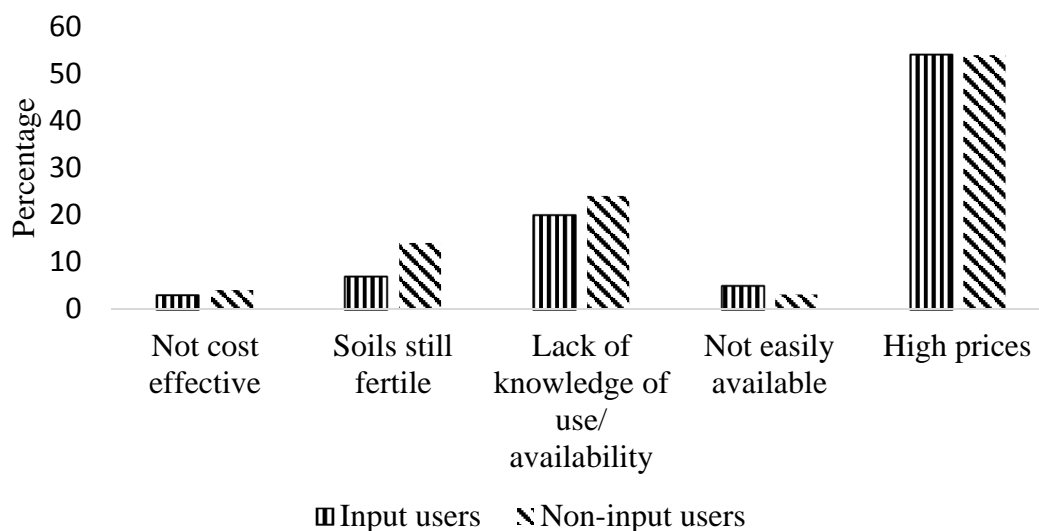 60
50
40
30
20
10
0
Percentage
Not cost
effective
Soils still
fertile
Lack of
knowledge of
use/
availability
Not easily
available
High prices
Input users
Non-input users